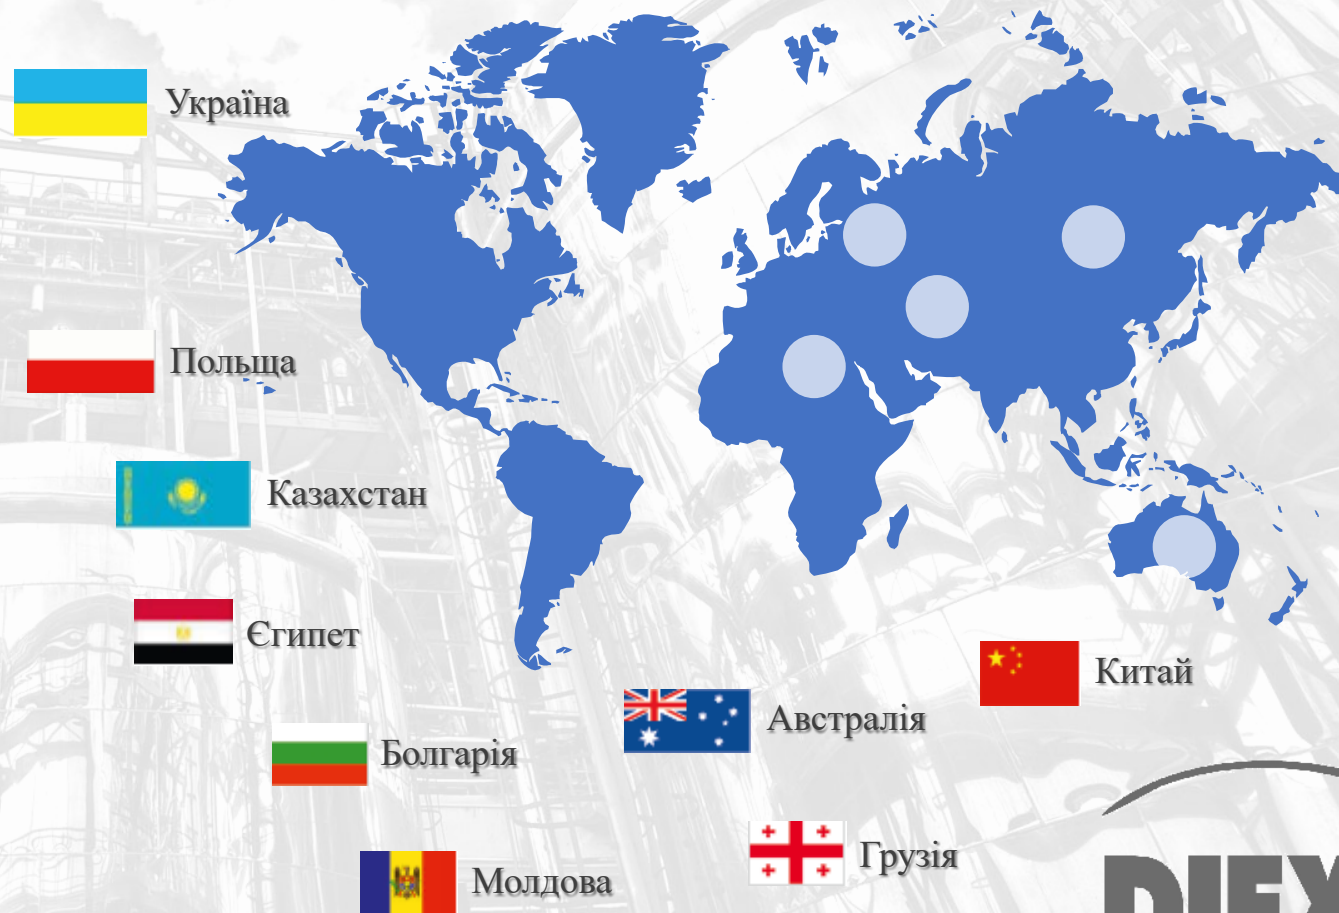 Україна
Польща
Казахстан
Єгипет
Китай
Австралія
Болгарія
Грузія
Молдова